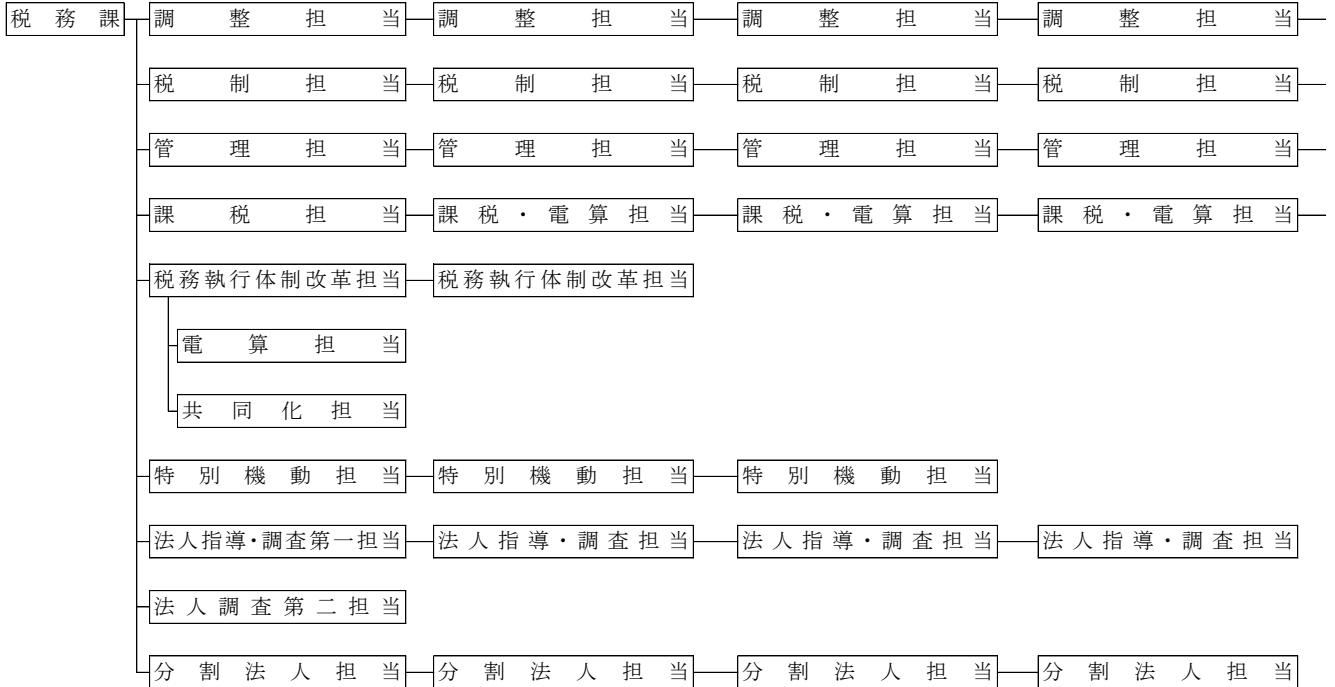 税務課 調整担当 調整担当 調整担当 調整担当
税制担当 税制担当 税制担当 税制担当
管理担当 管理担当 管理担当 管理担当
課税担当 課税・電算担当 課税・電算担当 課税・電算担当
税務執行体制改革担当 税務執行体制改革担当
電算担当
共同化担当
特別機動担当 特別機動担当 特別機動担当
法人指導・調査第一担当 法人指導・調査担当 法人指導・調査担当 法人指導・調査担当
法人調査第二担当
分割法人担当 分割法人担当 分割法人担当 分割法人担当